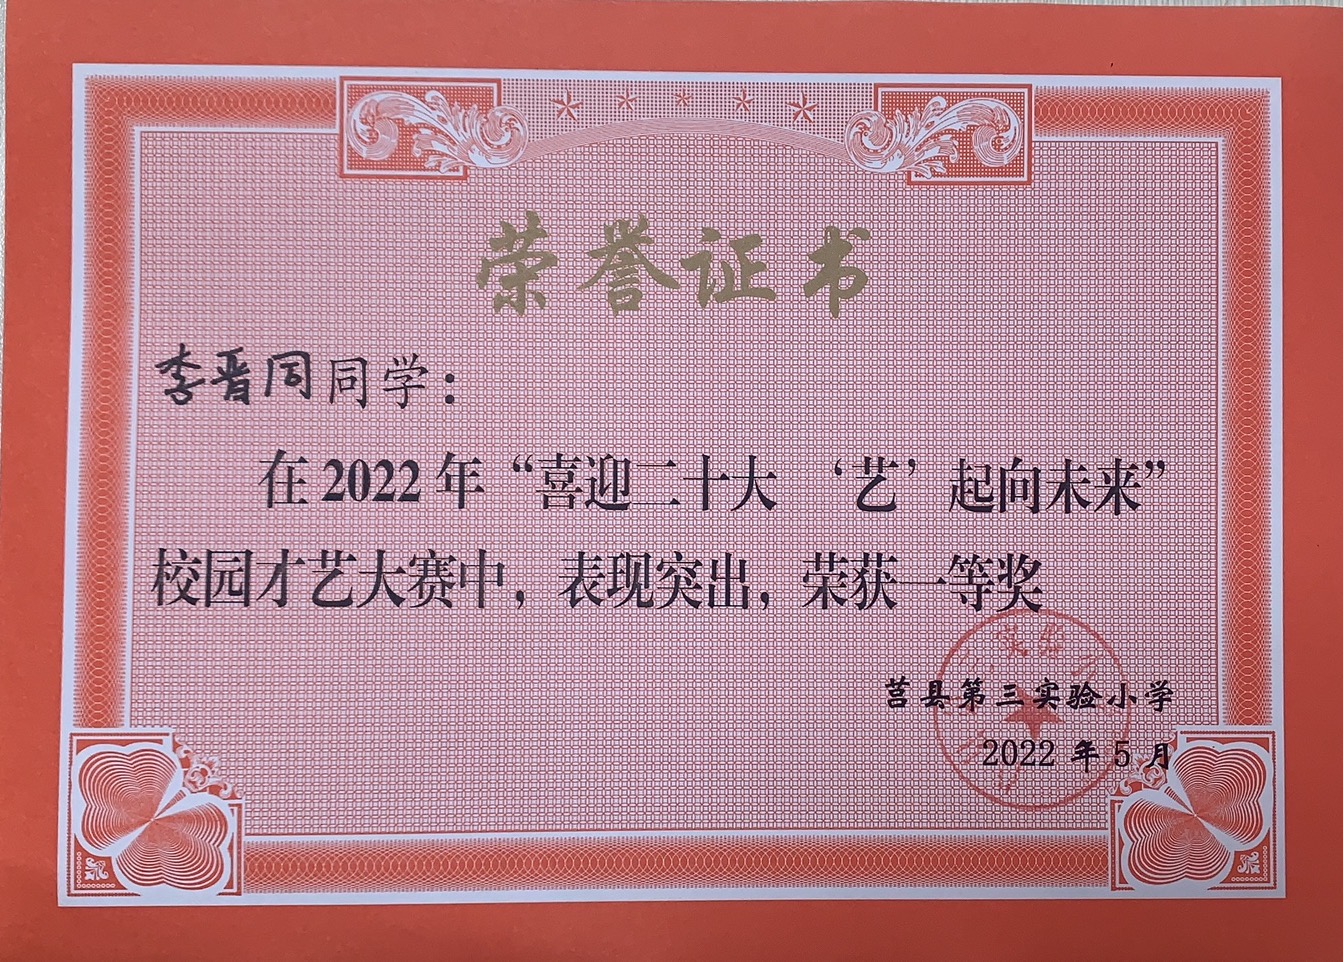 荣誉证书
李晋同同学：
在2022年“喜迎二十大 ‘艺’起向未来”
校园才艺大赛中，表现突出，荣获一等奖
莒县第三实验小学
2022年5月